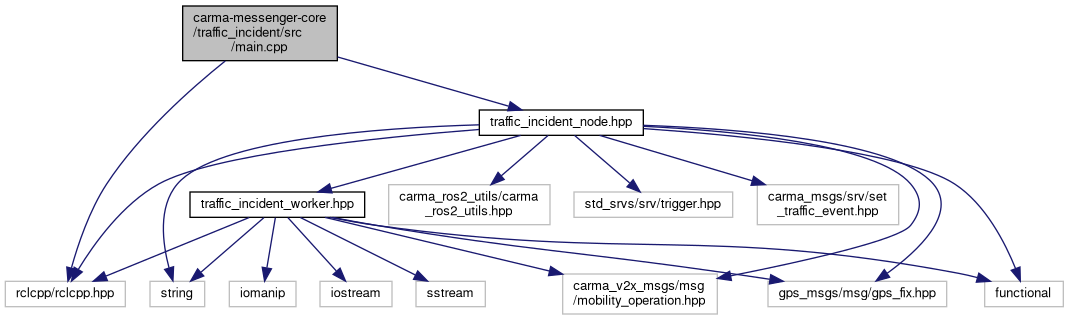 carma-messenger-core
/traffic_incident/src
/main.cpp
traffic_incident_node.hpp
traffic_incident_worker.hpp
carma_ros2_utils/carma
_ros2_utils.hpp
std_srvs/srv/trigger.hpp
carma_msgs/srv/set
_traffic_event.hpp
rclcpp/rclcpp.hpp
string
iomanip
iostream
sstream
carma_v2x_msgs/msg
/mobility_operation.hpp
gps_msgs/msg/gps_fix.hpp
functional